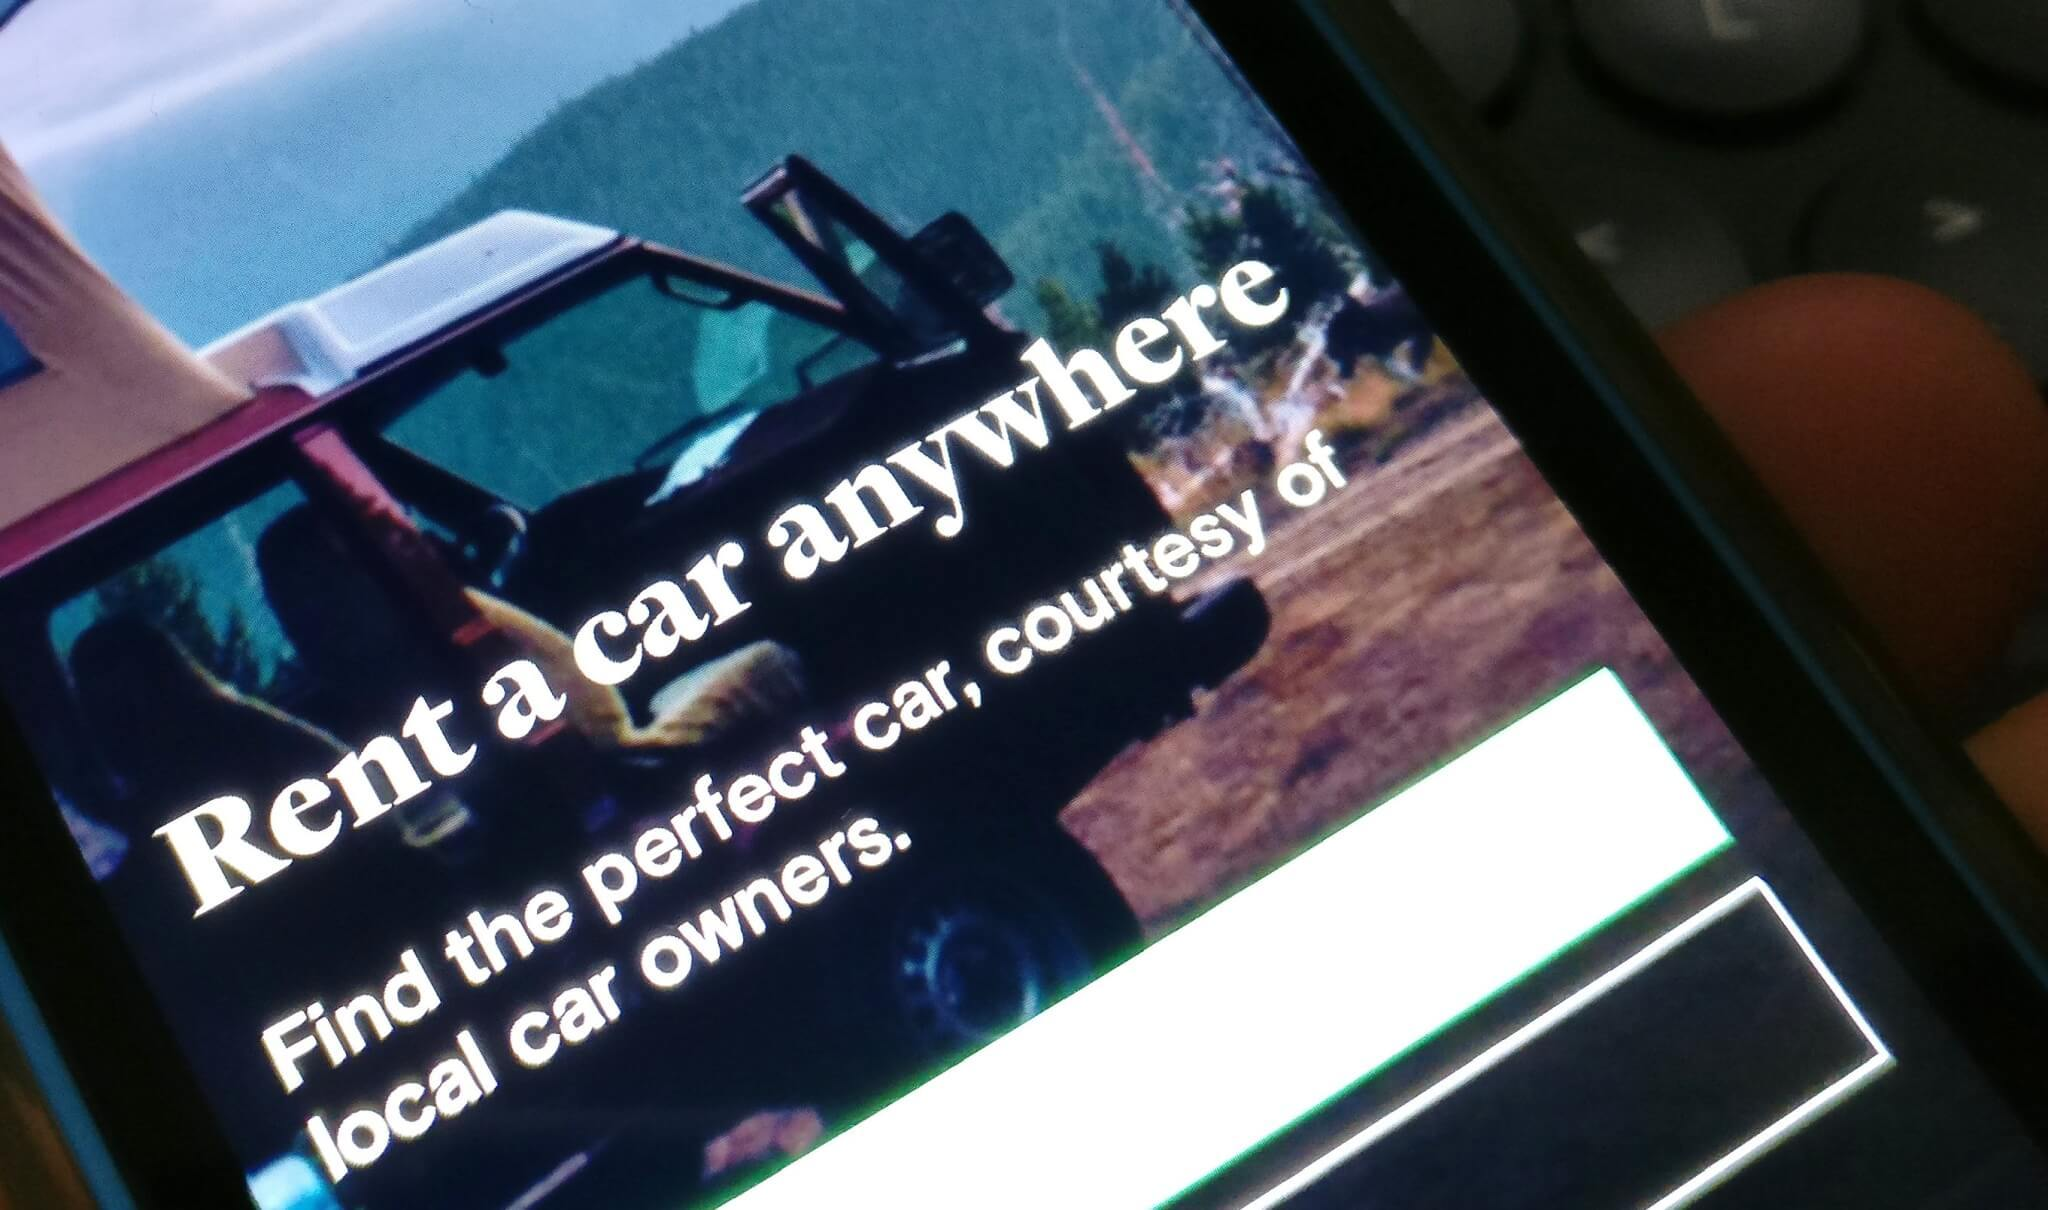 Rent a car anywhere
Find the perfect car, courtesy of
local car owners.
L
<
>